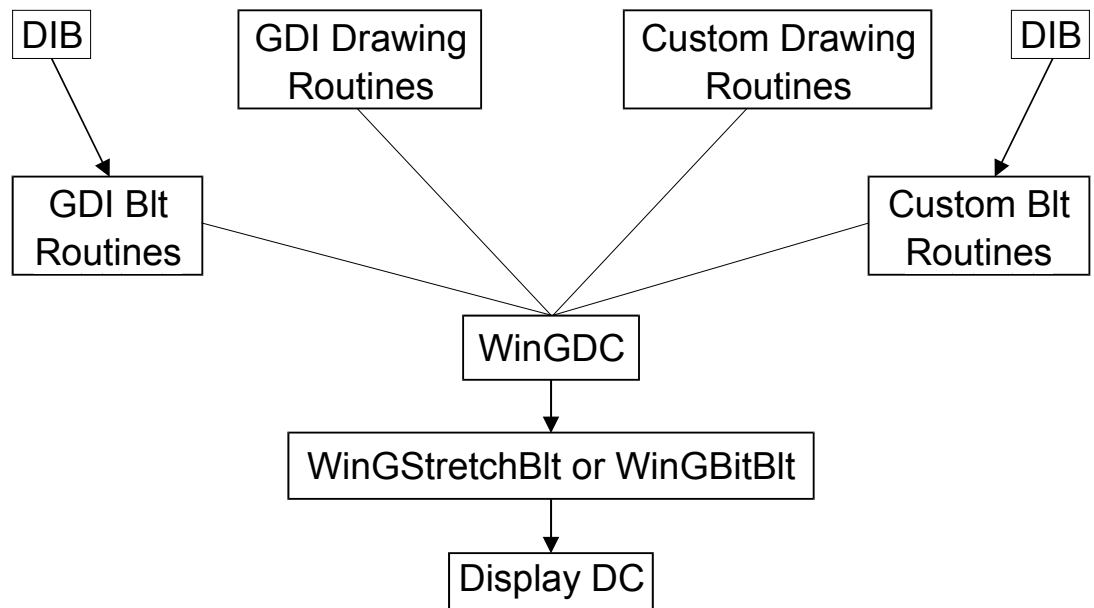 DIB
GDI Drawing
Routines
Custom Drawing
Routines
DIB
GDI Blt
Routines
Custom Blt
Routines
WinGDC
WinGStretchBlt or WinGBitBlt
Display DC